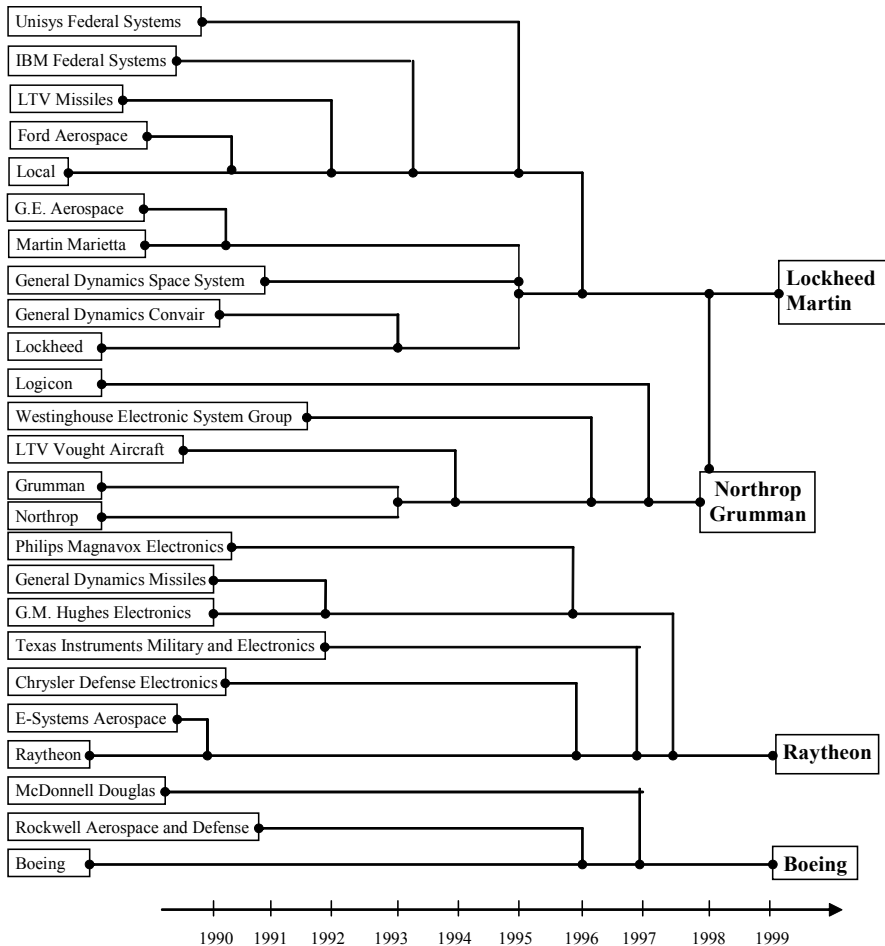 Unisys Federal Systems
IBM Federal Systems
LTV Missiles
Ford Aerospace
Local
G.E. Aerospace
Martin Marietta
General Dynamics Space System
General Dynamics Convair
Lockheed
Lockheed
Martin
Logicon
Westinghouse Electronic System Group
LTV Vought Aircraft
Grumman
Northrop
Northrop
Grumman
Philips Magnavox Electronics
General Dynamics Missiles
G.M. Hughes Electronics
Texas Instruments Military and Electronics
Chrysler Defense Electronics
E-Systems Aerospace
Raytheon
Raytheon
McDonnell Douglas
Rockwell Aerospace and Defense
Boeing
Boeing
1990 1991 1992 1993 1994 1995 1996 1997 1998 1999